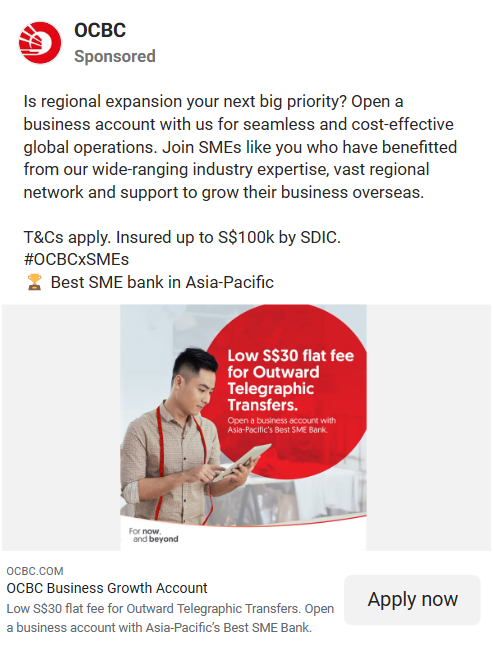 OCBC
Sponsored
Is regional expansion your next big priority? Open a
business account with us for seamless and cost-effective
global operations. Join SMEs like you who have benefitted
from our wide-ranging industry expertise, vast regional
network and support to grow their business overseas.
T&Cs apply. Insured up to S$100k by SDIC.
#OCBCxSMEs
🏆 Best SME bank in Asia-Pacific
Low S$30 flat fee
for Outward
Telegraphic
Transfers.
Open a business account with
Asia-Pacific's Best SME Bank.
For now,
and beyond
OCBC.COM
OCBC Business Growth Account
Low S$30 flat fee for Outward Telegraphic Transfers. Open
a business account with Asia-Pacific's Best SME Bank.
Apply now